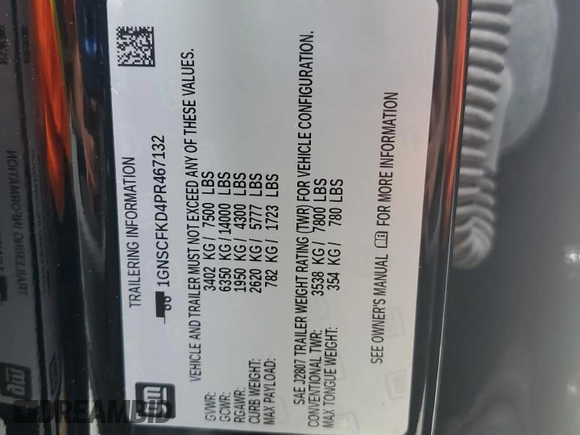 TRAILERING INFORMATION
1GNSCFKD4PR467132
VEHICLE AND TRAILER MUST NOT EXCEED ANY OF THESE VALUES.
GVWR: 3402 KG / 7500 LBS
GCWR: 6350 KG / 14000 LBS
RGAWR: 1950 KG / 4300 LBS
CURB WEIGHT: 2620 KG / 5777 LBS
MAX PAYLOAD: 782 KG / 1723 LBS
SAE J2807 TRAILER WEIGHT RATING (TWR) FOR VEHICLE CONFIGURATION.
CONVENTIONAL TWR: 3538 KG / 7800 LBS
MAX TONGUE WEIGHT: 354 KG / 780 LBS
SEE OWNER'S MANUAL FOR MORE INFORMATION
gm
DREAMBID